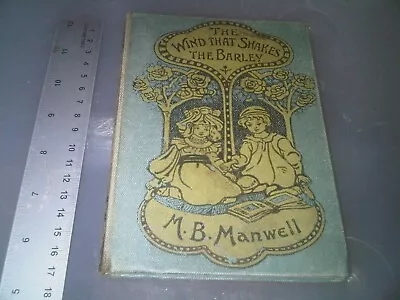 THE
WIND THAT SHAKES
THE BARLEY
M. B. Manwell